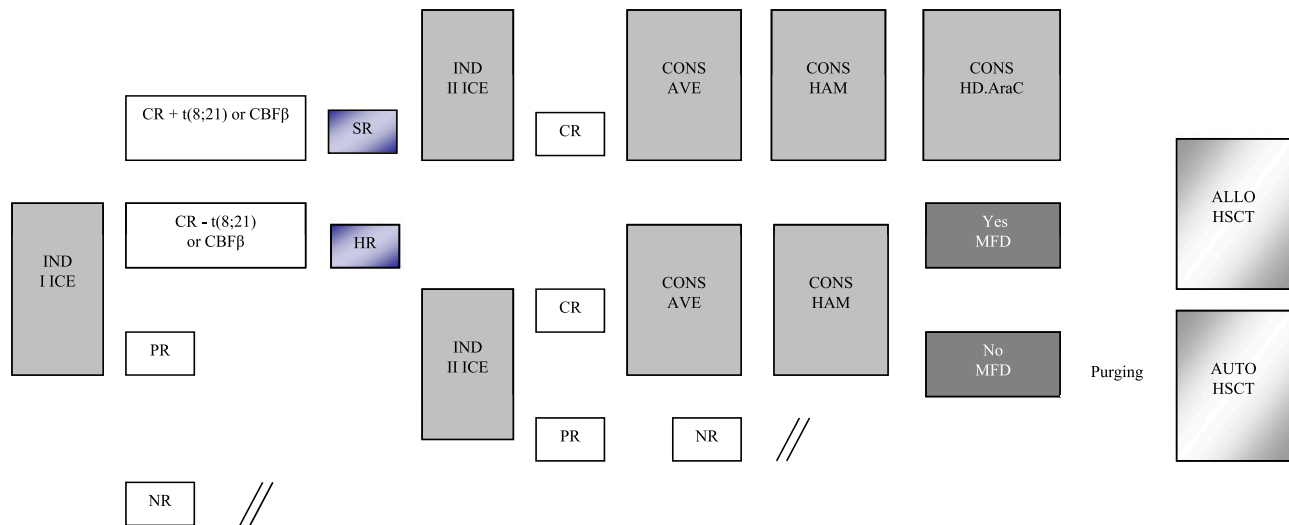 IND
II ICE
CONS
AVE
CONS
HAM
CONS
HD.AraC
CR + t(8;21) or CBFβ
SR
CR
CR - t(8;21)
or CBFβ
HR
Yes
MFD
ALLO
HSCT
IND
I ICE
CONS
AVE
CONS
HAM
CR
PR
IND
II ICE
No
MFD
Purging
AUTO
HSCT
PR
NR
//
NR
//